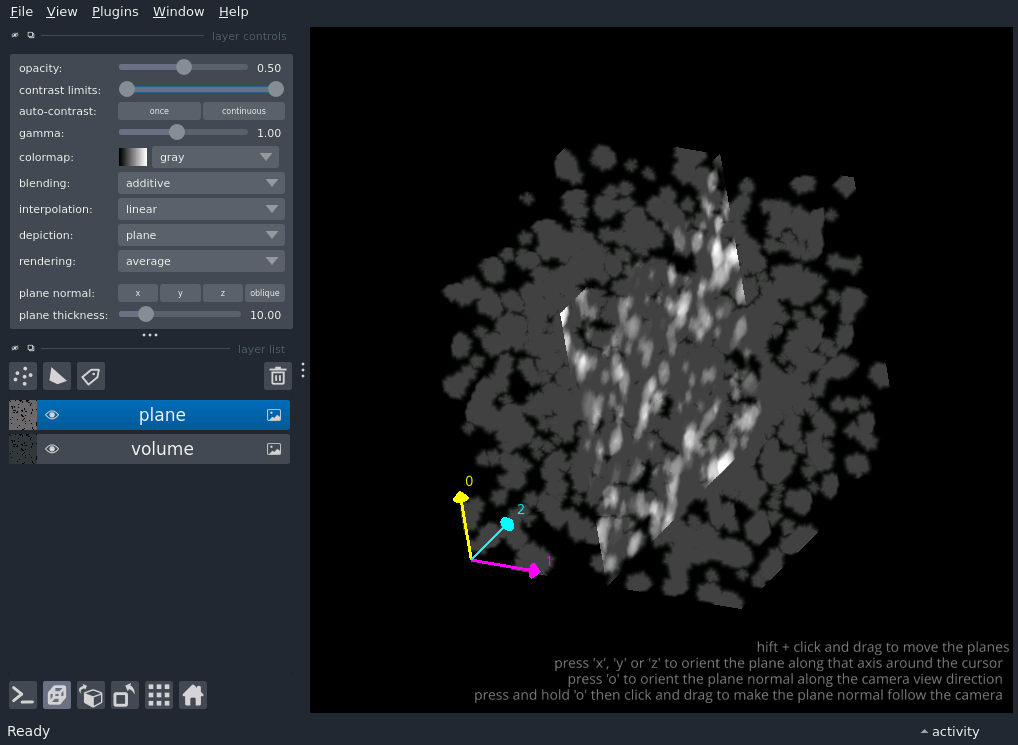 File View Plugins Window Help
layer controls
opacity: 0.50
contrast limits:
auto-contrast: once continuous
gamma: 1.00
colormap: gray
blending: additive
interpolation: linear
depiction: plane
rendering: average
plane normal: x y z oblique
plane thickness: 10.00
layer list
plane
volume
0
2
1
hift + click and drag to move the planes
press 'x', 'y' or 'z' to orient the plane along that axis around the cursor
press 'o' to orient the plane normal along the camera view direction
press and hold 'o' then click and drag to make the plane normal follow the camera
Ready activity